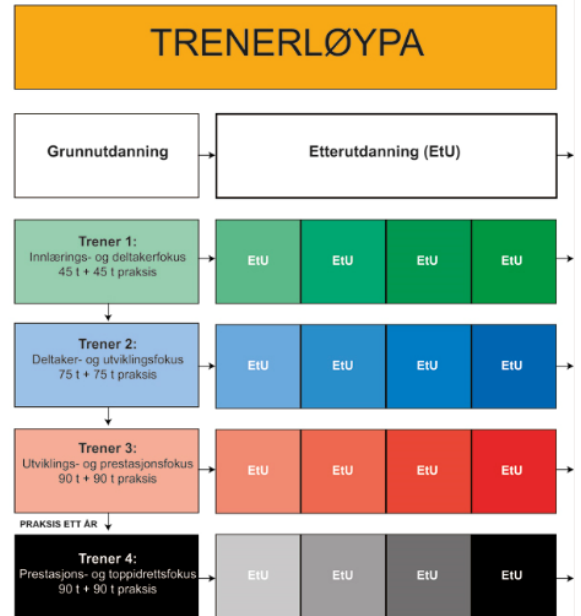 TRENERLØYPA
Grunnutdanning
Etterutdanning (EtU)
Trener 1:
Innlærings- og deltakerfokus
45 t + 45 t praksis
EtU
EtU
EtU
EtU
Trener 2:
Deltaker- og utviklingsfokus
75 t + 75 t praksis
EtU
EtU
EtU
EtU
Trener 3:
Utviklings- og prestasjonsfokus
90 t + 90 t praksis
EtU
EtU
EtU
EtU
PRAKSIS ETT ÅR
Trener 4:
Prestasjons- og toppidrettsfokus
90 t + 90 t praksis
EtU
EtU
EtU
EtU